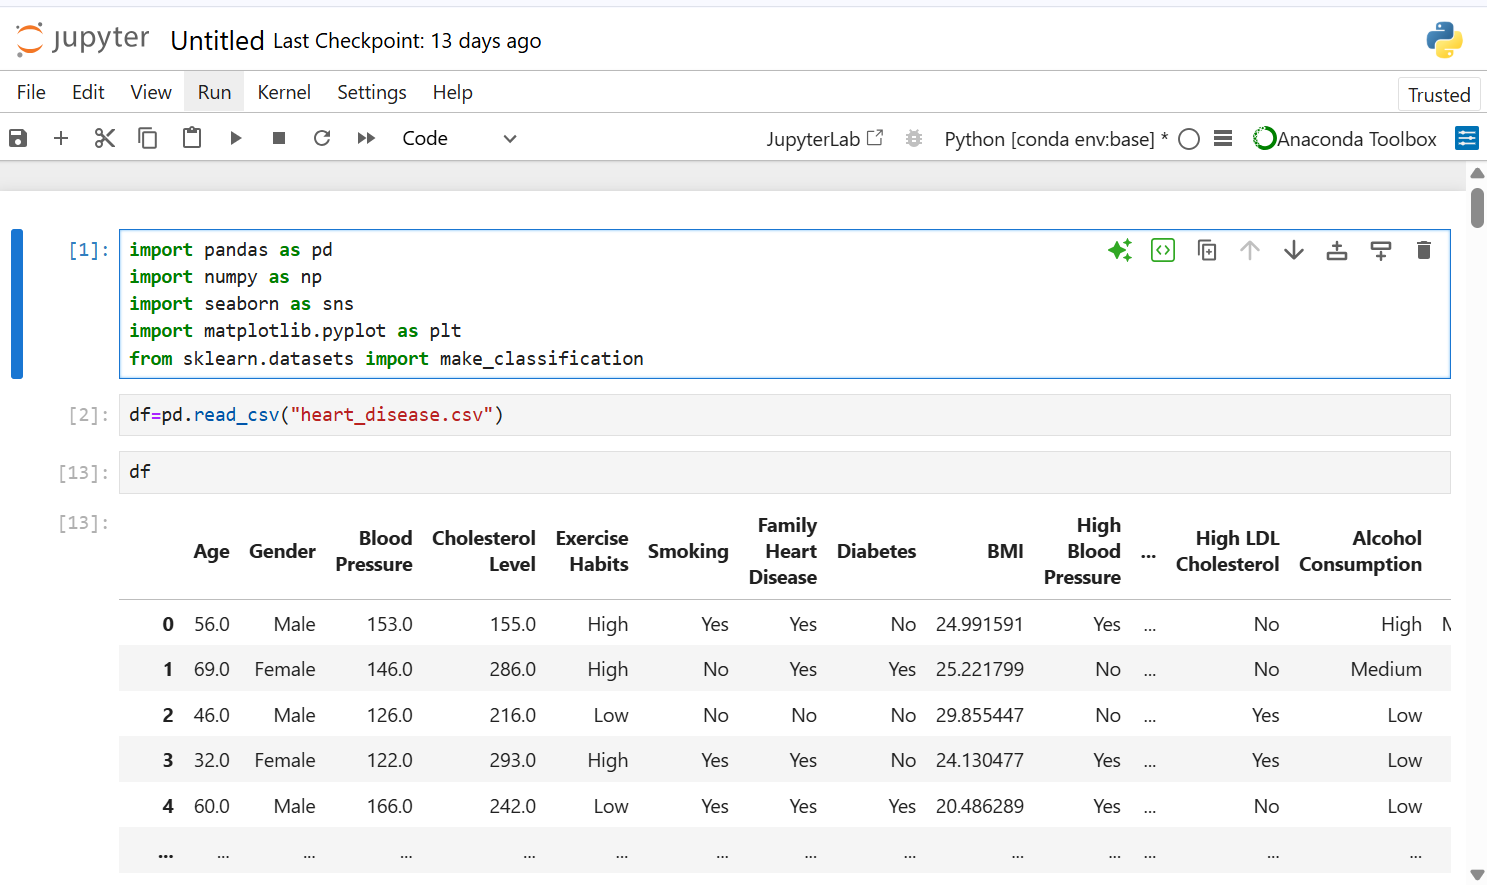 jupyter Untitled Last Checkpoint: 13 days ago
File Edit View Run Kernel Settings Help Trusted
Code JupyterLab Python [conda env:base] * Anaconda Toolbox
[1]: import pandas as pd
import numpy as np
import seaborn as sns
import matplotlib.pyplot as plt
from sklearn.datasets import make_classification
[2]: df=pd.read_csv("heart_disease.csv")
[13]: df
[13]:
Age Gender Blood Pressure Cholesterol Level Exercise Habits Smoking Family Heart Disease Diabetes BMI High Blood Pressure ... High LDL Cholesterol Alcohol Consumption
0 56.0 Male 153.0 155.0 High Yes Yes No 24.991591 Yes ... No High
1 69.0 Female 146.0 286.0 High No Yes Yes 25.221799 No ... No Medium
2 46.0 Male 126.0 216.0 Low No No No 29.855447 No ... Yes Low
3 32.0 Female 122.0 293.0 High Yes Yes No 24.130477 Yes ... Yes Low
4 60.0 Male 166.0 242.0 Low Yes Yes Yes 20.486289 Yes ... No Low
... ... ... ... ... ... ... ... ... ... ... ... ... ...